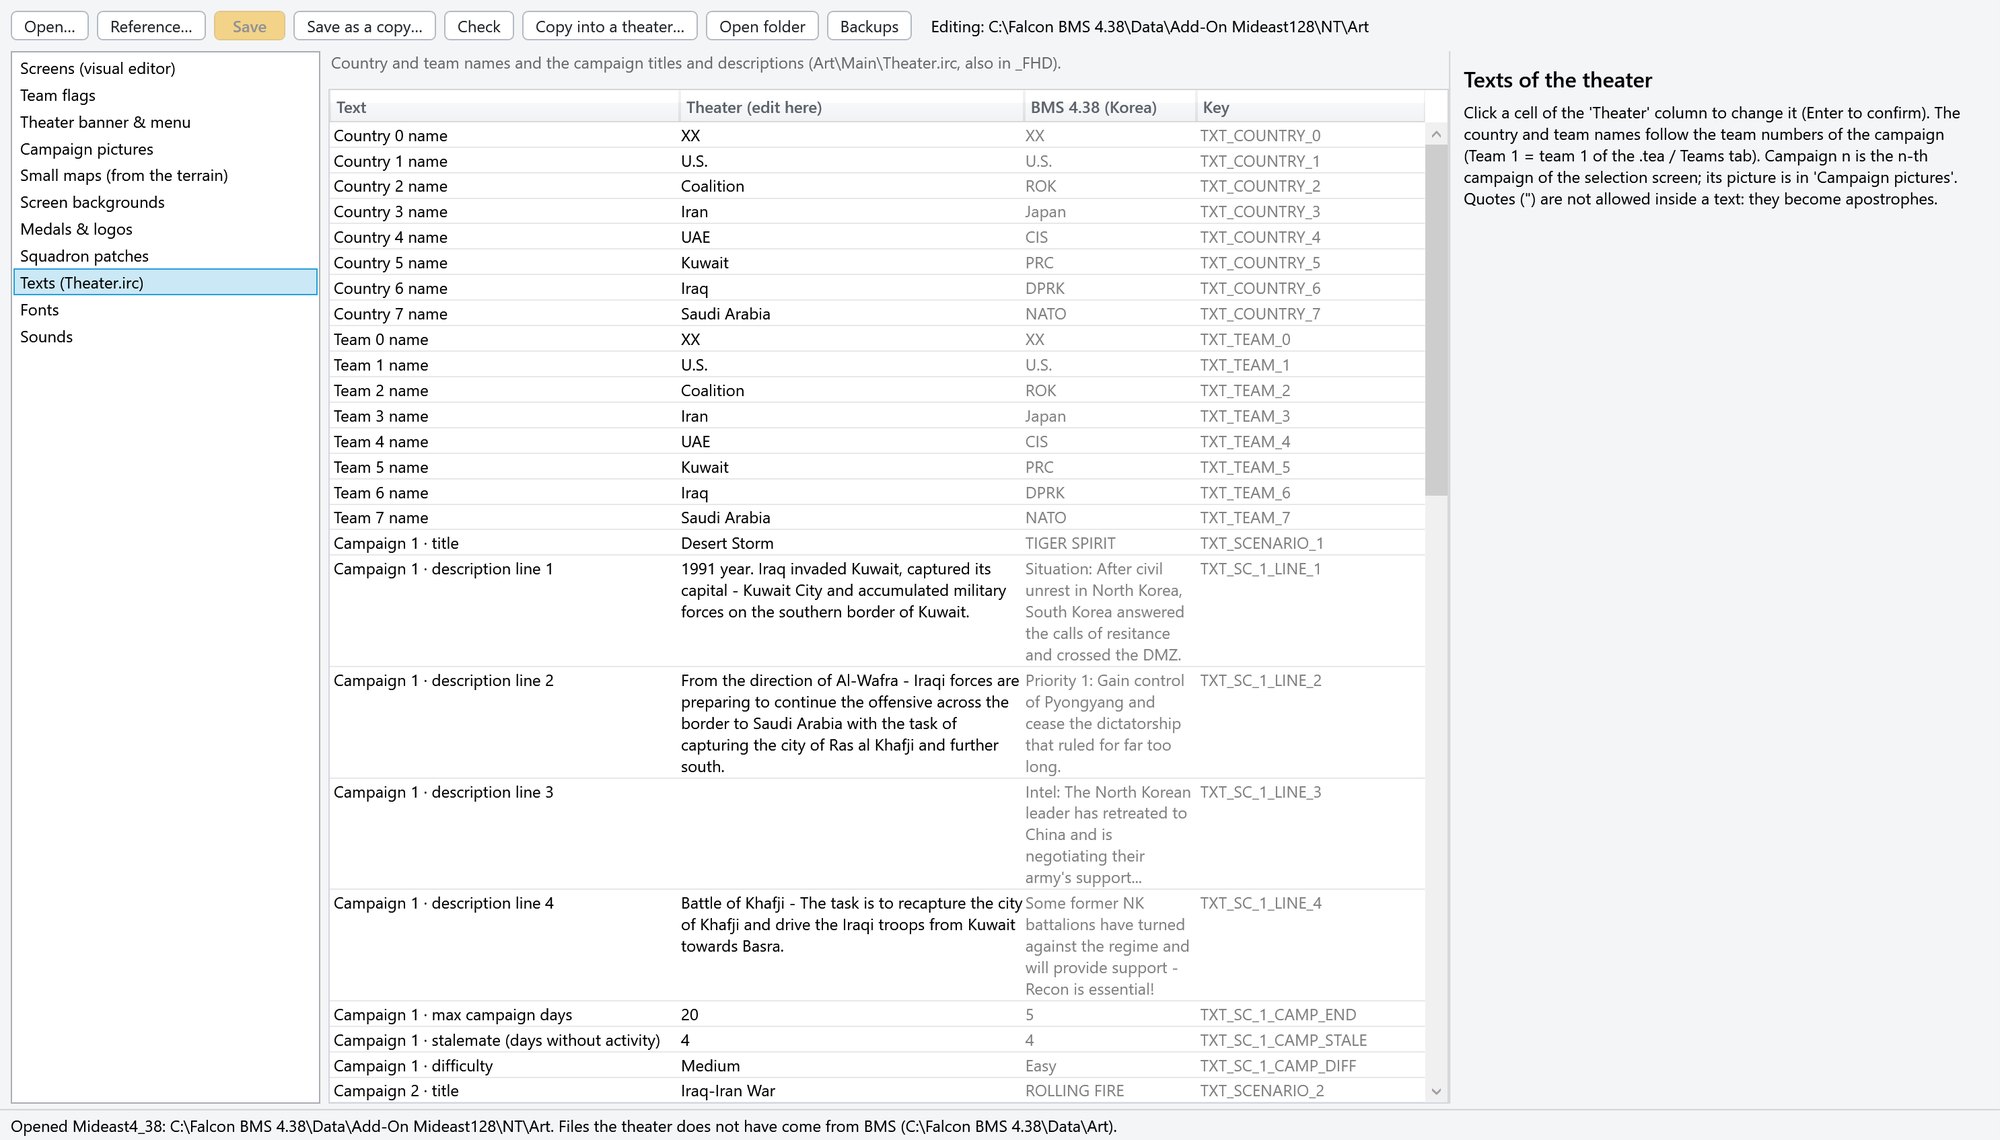 Open... Reference... Save Save as a copy... Check Copy into a theater... Open folder Backups Editing: C:\Falcon BMS 4.38\Data\Add-On Mideast128\NT\Art
Screens (visual editor)
Team flags
Theater banner & menu
Campaign pictures
Small maps (from the terrain)
Screen backgrounds
Medals & logos
Squadron patches
Texts (Theater.irc)
Fonts
Sounds
Country and team names and the campaign titles and descriptions (Art\Main\Theater.irc, also in _FHD).
Text Theater (edit here) BMS 4.38 (Korea) Key
Country 0 name XX XX TXT_COUNTRY_0
Country 1 name U.S. U.S. TXT_COUNTRY_1
Country 2 name Coalition ROK TXT_COUNTRY_2
Country 3 name Iran Japan TXT_COUNTRY_3
Country 4 name UAE CIS TXT_COUNTRY_4
Country 5 name Kuwait PRC TXT_COUNTRY_5
Country 6 name Iraq DPRK TXT_COUNTRY_6
Country 7 name Saudi Arabia NATO TXT_COUNTRY_7
Team 0 name XX XX TXT_TEAM_0
Team 1 name U.S. U.S. TXT_TEAM_1
Team 2 name Coalition ROK TXT_TEAM_2
Team 3 name Iran Japan TXT_TEAM_3
Team 4 name UAE CIS TXT_TEAM_4
Team 5 name Kuwait PRC TXT_TEAM_5
Team 6 name Iraq DPRK TXT_TEAM_6
Team 7 name Saudi Arabia NATO TXT_TEAM_7
Campaign 1 · title Desert Storm TIGER SPIRIT TXT_SCENARIO_1
Campaign 1 · description line 1
1991 year. Iraq invaded Kuwait, captured its
capital - Kuwait City and accumulated military
forces on the southern border of Kuwait.
Situation: After civil
unrest in North Korea,
South Korea answered
the calls of resitance
and crossed the DMZ.
TXT_SC_1_LINE_1
Campaign 1 · description line 2
From the direction of Al-Wafra - Iraqi forces are
preparing to continue the offensive across the
border to Saudi Arabia with the task of
capturing the city of Ras al Khafji and further
south.
Priority 1: Gain control
of Pyongyang and
cease the dictatorship
that ruled for far too
long.
TXT_SC_1_LINE_2
Campaign 1 · description line 3
Intel: The North Korean
leader has retreated to
China and is
negotiating their
army's support...
TXT_SC_1_LINE_3
Campaign 1 · description line 4
Battle of Khafji - The task is to recapture the city
of Khafji and drive the Iraqi troops from Kuwait
towards Basra.
Some former NK
battalions have turned
against the regime and
will provide support -
Recon is essential!
TXT_SC_1_LINE_4
Campaign 1 · max campaign days 20 5 TXT_SC_1_CAMP_END
Campaign 1 · stalemate (days without activity) 4 4 TXT_SC_1_CAMP_STALE
Campaign 1 · difficulty Medium Easy TXT_SC_1_CAMP_DIFF
Campaign 2 · title Iraq-Iran War ROLLING FIRE TXT_SCENARIO_2
Texts of the theater
Click a cell of the 'Theater' column to change it (Enter to confirm). The
country and team names follow the team numbers of the campaign
(Team 1 = team 1 of the .tea / Teams tab). Campaign n is the n-th
campaign of the selection screen; its picture is in 'Campaign pictures'.
Quotes (") are not allowed inside a text: they become apostrophes.
Opened Mideast4_38: C:\Falcon BMS 4.38\Data\Add-On Mideast128\NT\Art. Files the theater does not have come from BMS (C:\Falcon BMS 4.38\Data\Art).